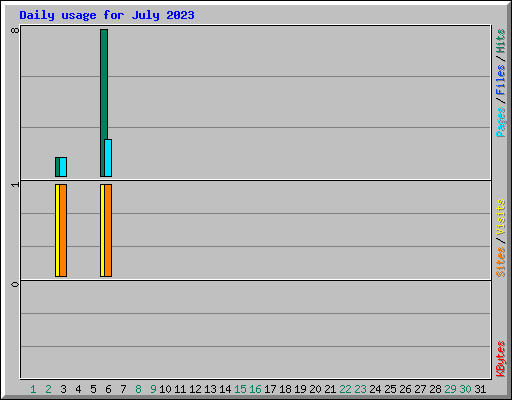 Daily usage for July 2023
8
1
0
Pages / Files / Hits
Sites / Visits
KBytes
1 2 3 4 5 6 7 8 9 10 11 12 13 14 15 16 17 18 19 20 21 22 23 24 25 26 27 28 29 30 31